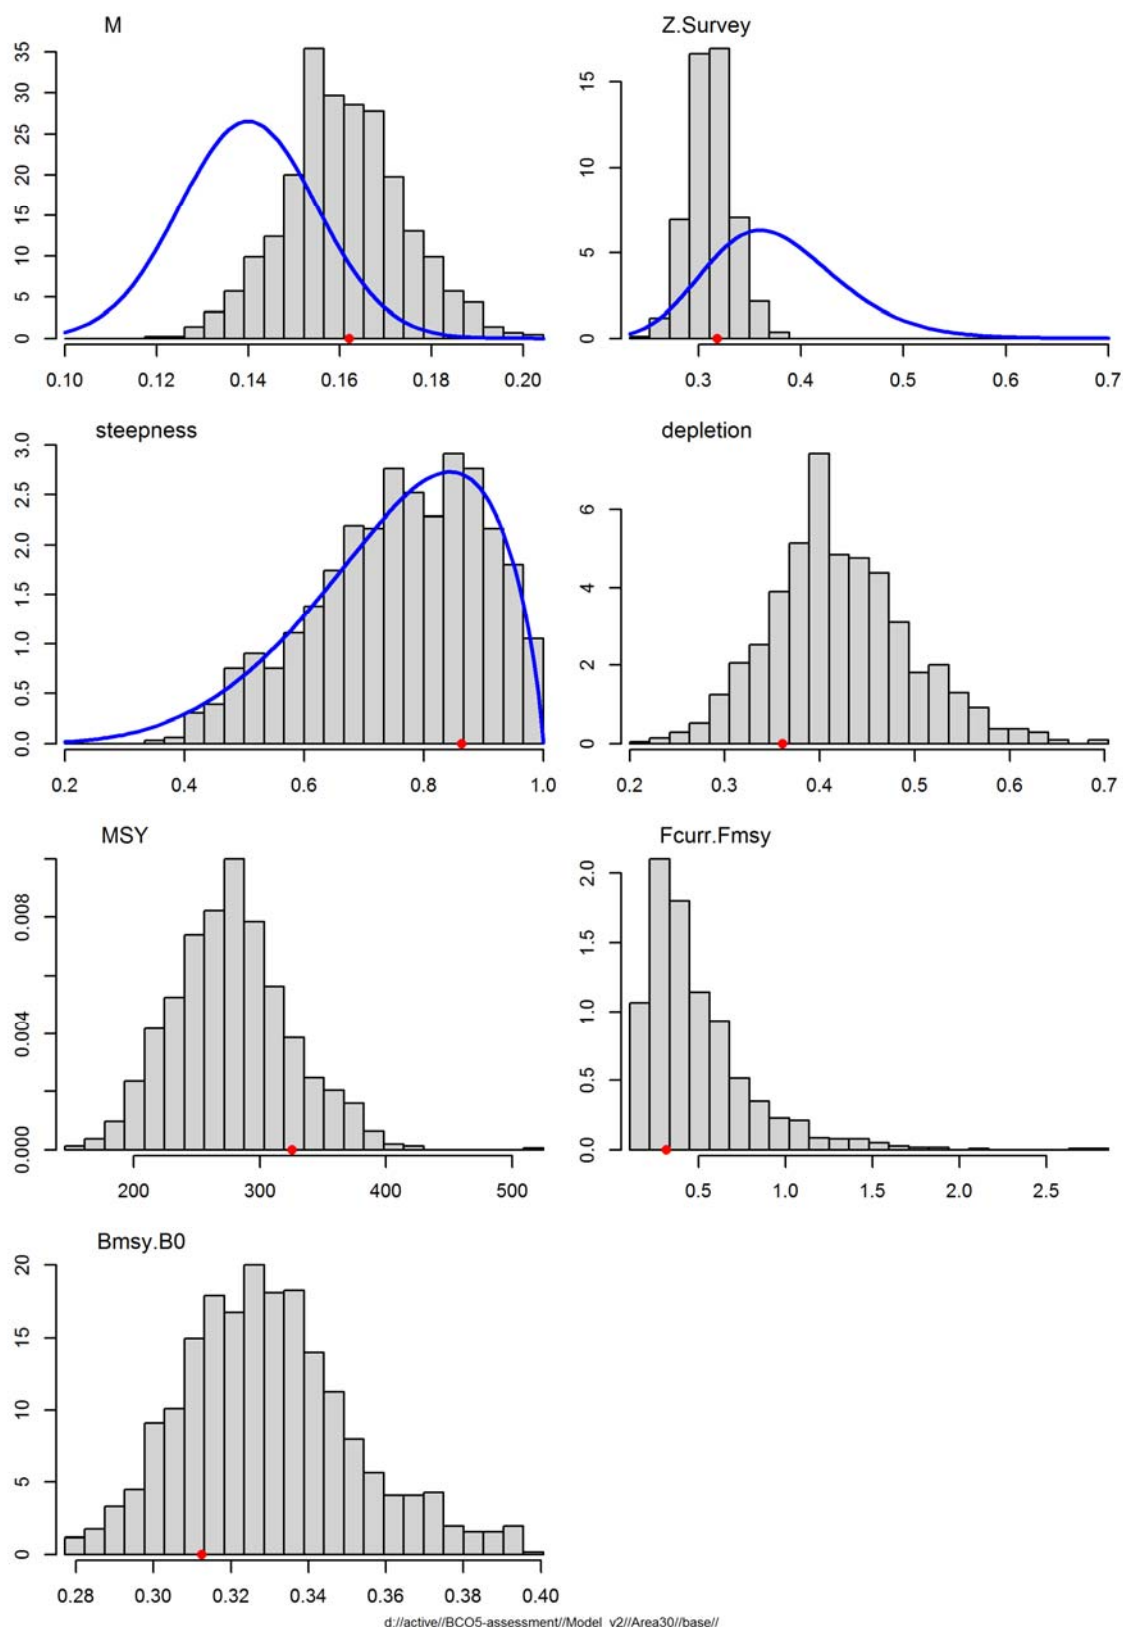 M
35
30
25
20
15
10
5
0
0.10 0.12 0.14 0.16 0.18 0.20
Z.Survey
15
10
5
0
0.3 0.4 0.5 0.6 0.7
steepness
3.0
2.5
2.0
1.5
1.0
0.5
0.0
0.2 0.4 0.6 0.8 1.0
depletion
6
4
2
0
0.2 0.3 0.4 0.5 0.6 0.7
MSY
0.008
0.004
0.000
200 300 400 500
Fcurr.Fmsy
2.0
1.5
1.0
0.5
0.0
0.5 1.0 1.5 2.0 2.5
Bmsy.B0
20
15
10
5
0
0.28 0.30 0.32 0.34 0.36 0.38 0.40
d://active//BCO5-assessment//Model_v2//Area30//base//